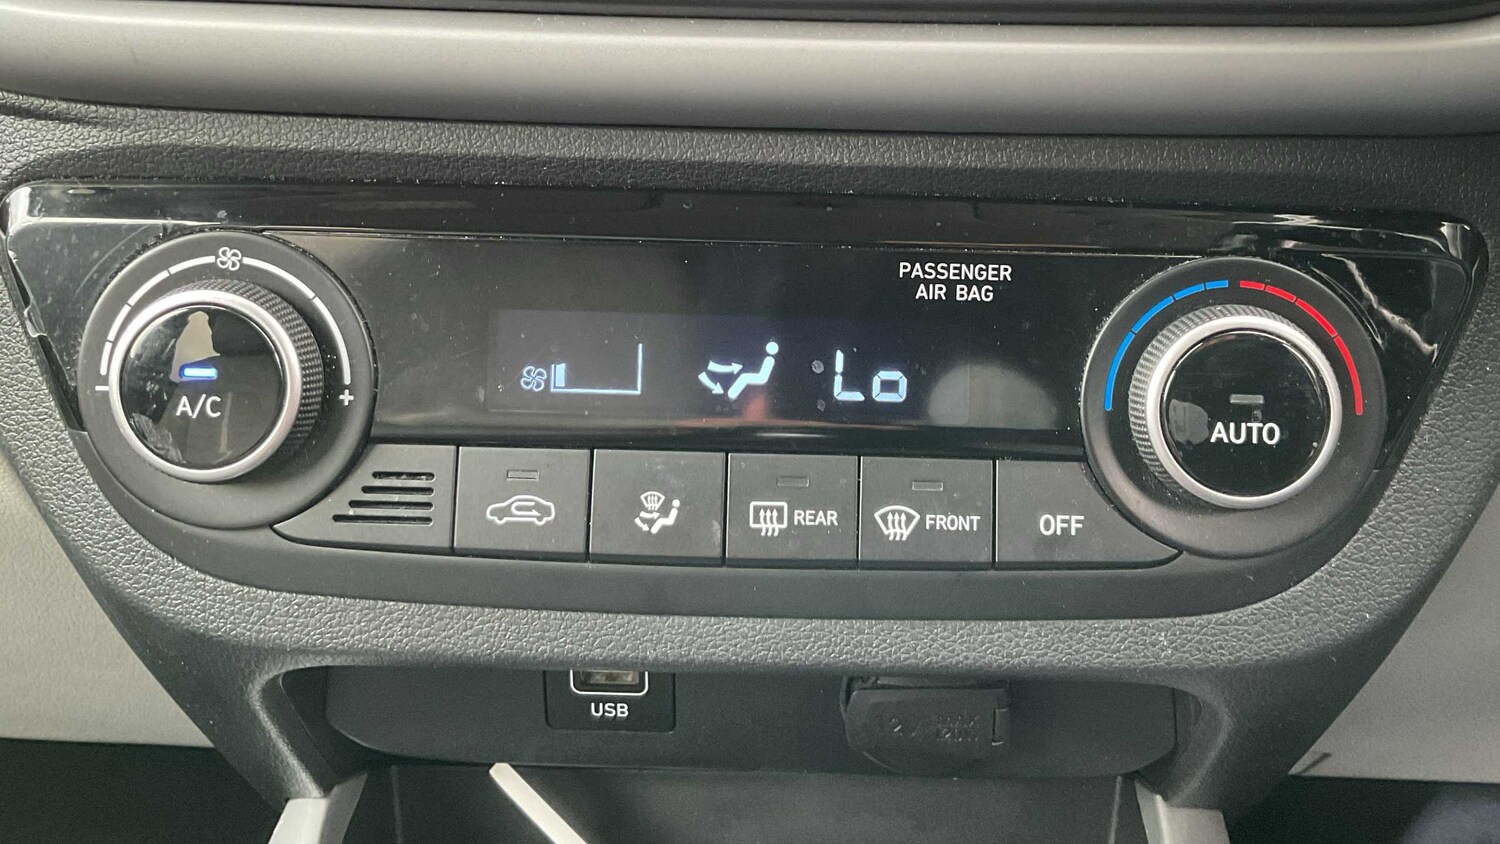 PASSENGER
AIR BAG
Lo
A/C
-
+
AUTO
REAR
FRONT
OFF
USB